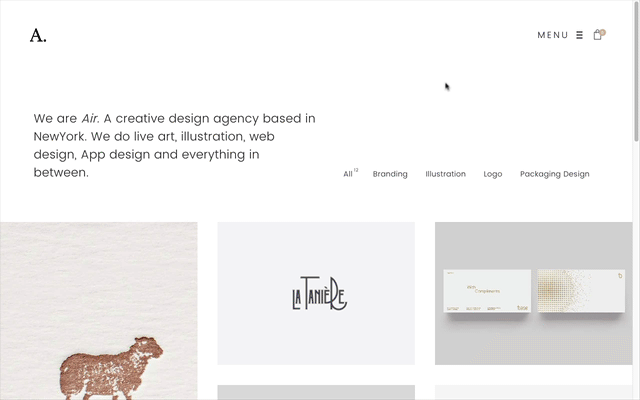 A.
MENU
We are Air. A creative design agency based in
NewYork. We do live art, illustration, web
design, App design and everything in
between.
All 12 Branding Illustration Logo Packaging Design
LA TANIÈRE